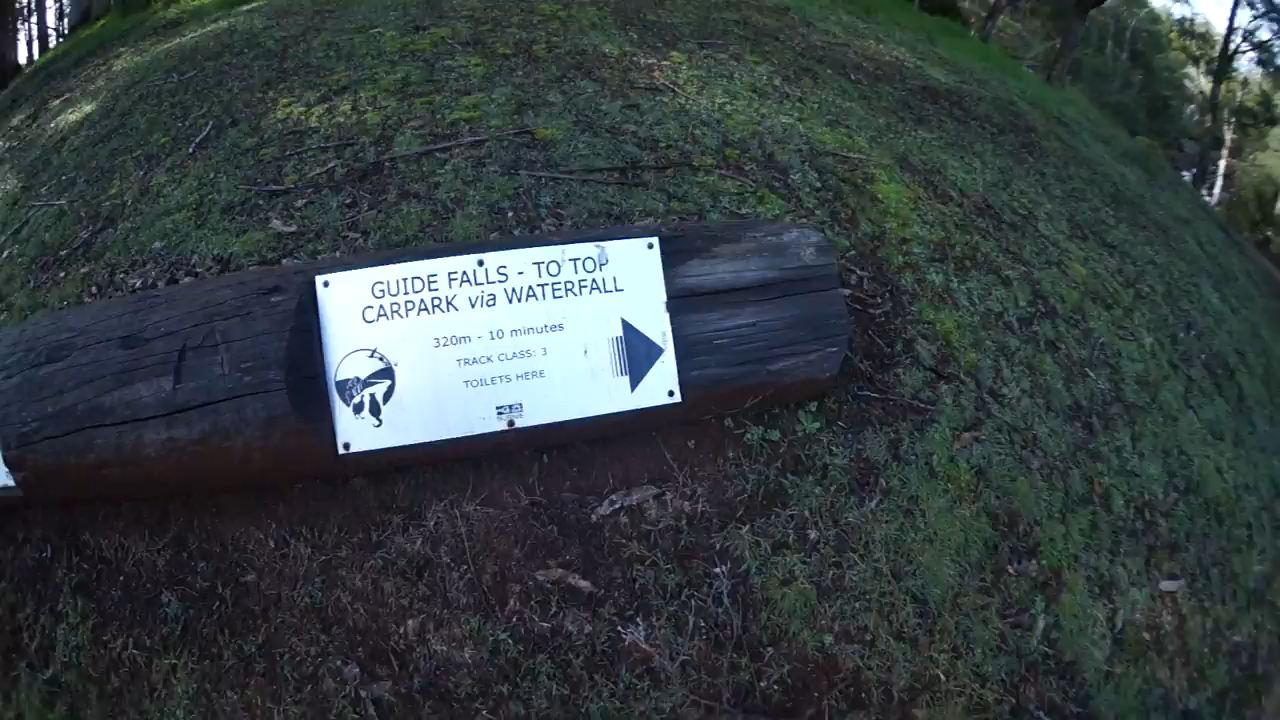 GUIDE FALLS - TO TOP
CARPARK via WATERFALL
320m - 10 minutes
TRACK CLASS: 3
TOILETS HERE